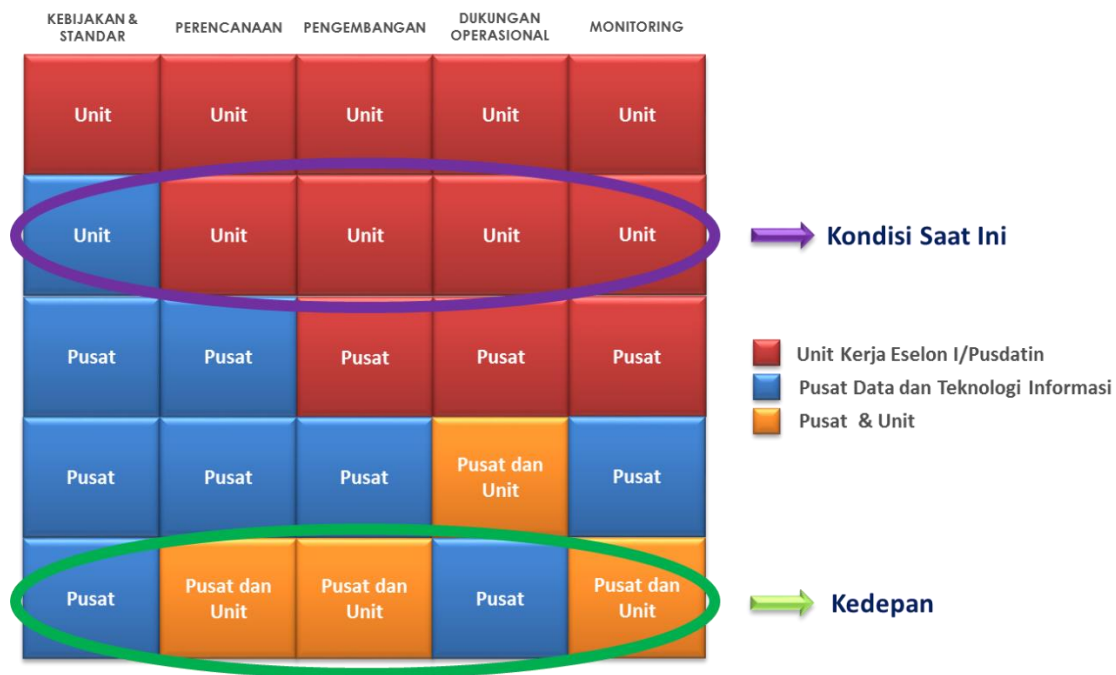 KEBIJAKAN &
STANDAR
PERENCANAAN
PENGEMBANGAN
DUKUNGAN
OPERASIONAL
MONITORING
Unit
Unit
Unit
Unit
Unit
Unit
Unit
Unit
Unit
Unit
Kondisi Saat Ini
Pusat
Pusat
Pusat
Pusat
Pusat
Unit Kerja Eselon I/Pusdatin
Pusat Data dan Teknologi Informasi
Pusat & Unit
Pusat
Pusat
Pusat
Pusat dan
Unit
Pusat
Pusat
Pusat dan
Unit
Pusat dan
Unit
Pusat
Pusat dan
Unit
Kedepan